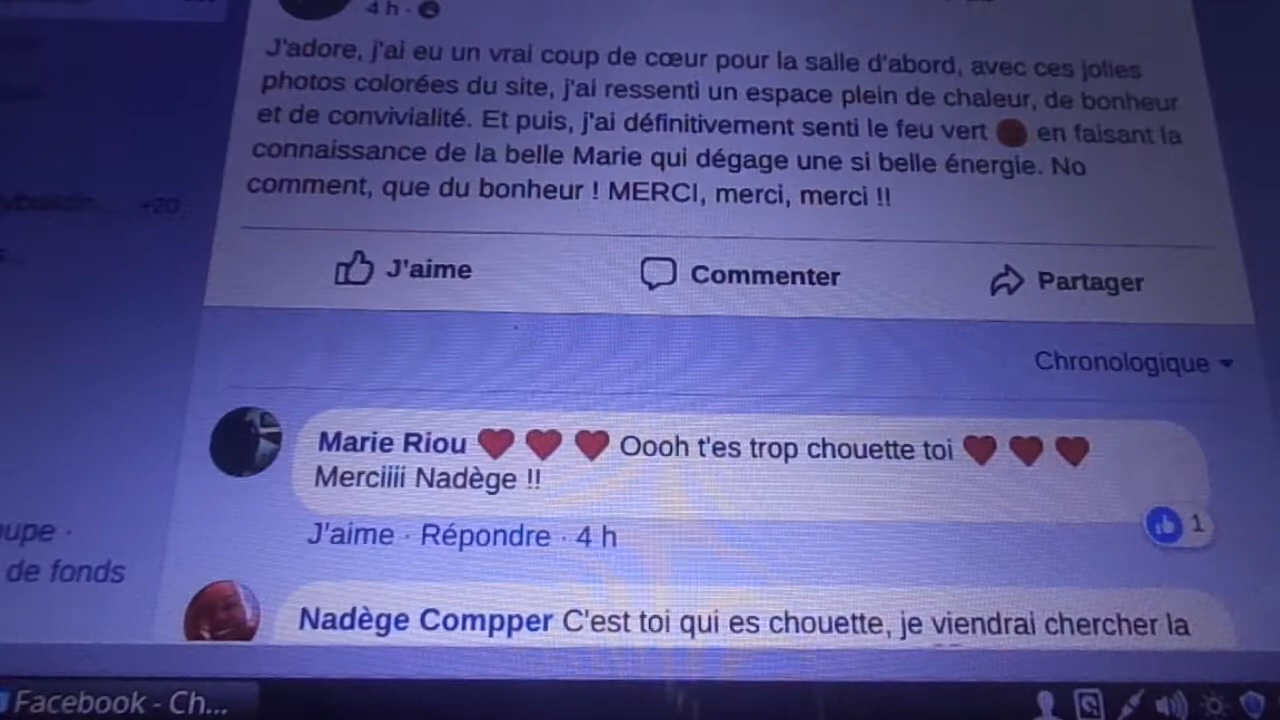 4 h ·
J'adore, j'ai eu un vrai coup de cœur pour la salle d'abord, avec ces jolies
photos colorées du site, j'ai ressenti un espace plein de chaleur, de bonheur
et de convivialité. Et puis, j'ai définitivement senti le feu vert en faisant la
connaissance de la belle Marie qui dégage une si belle énergie. No
comment, que du bonheur ! MERCI, merci, merci !!
+20
J'aime
Commenter
Partager
Chronologique
Marie Riou ❤️ ❤️ ❤️ Oooh t'es trop chouette toi ❤️ ❤️ ❤️
Merciiii Nadège !!
J'aime · Répondre · 4 h
1
upe ·
de fonds
Nadège Compper C'est toi qui es chouette, je viendrai chercher la
Facebook - Ch...